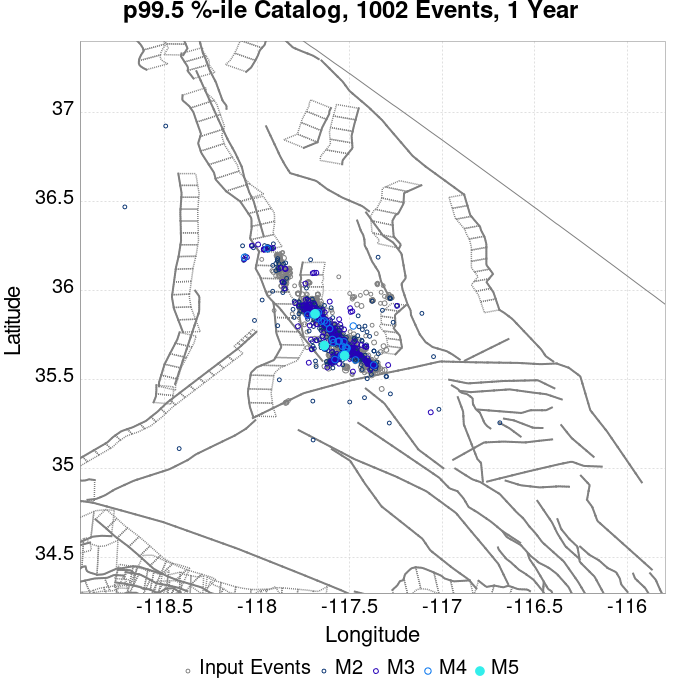 p99.5 %-ile Catalog, 1002 Events, 1 Year
37
36.5
36
35.5
35
34.5
Latitude
-118.5 -118 -117.5 -117 -116.5 -116
Longitude
Input Events M2 M3 M4 M5